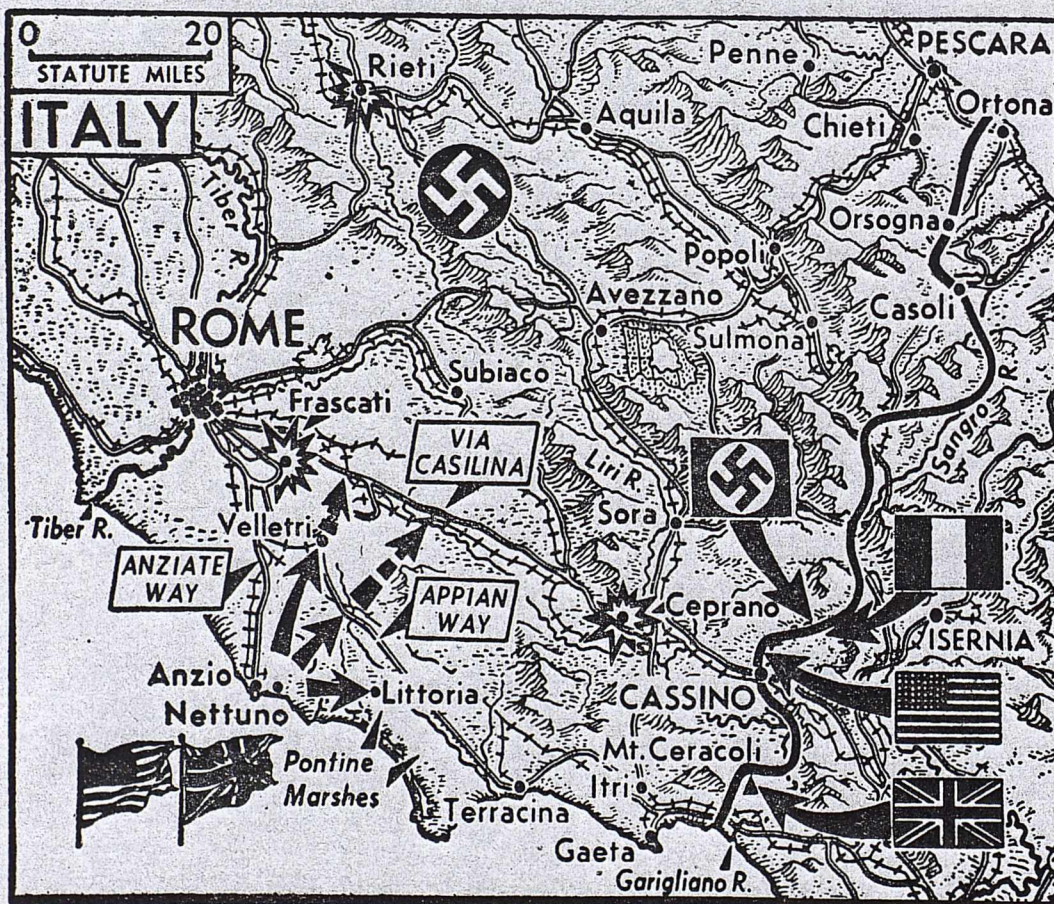 0 20
STATUTE MILES
ITALY
Rieti
Penne
PESCARA
Aquila
Chieti
Ortona
Tiber R.
Orsogna
Popoli
Avezzano
Casoli
ROME
Sulmona
Subiaco
Frascati
Sangro R.
VIA
CASILINA
Liri R.
Tiber R.
Velletri
Sora
ANZIATE
WAY
APPIAN
WAY
Ceprano
ISERNIA
Anzio
Littoria
CASSINO
Nettuno
Pontine
Marshes
Mt. Ceracoli
Itri
Terracina
Gaeta
Garigliano R.